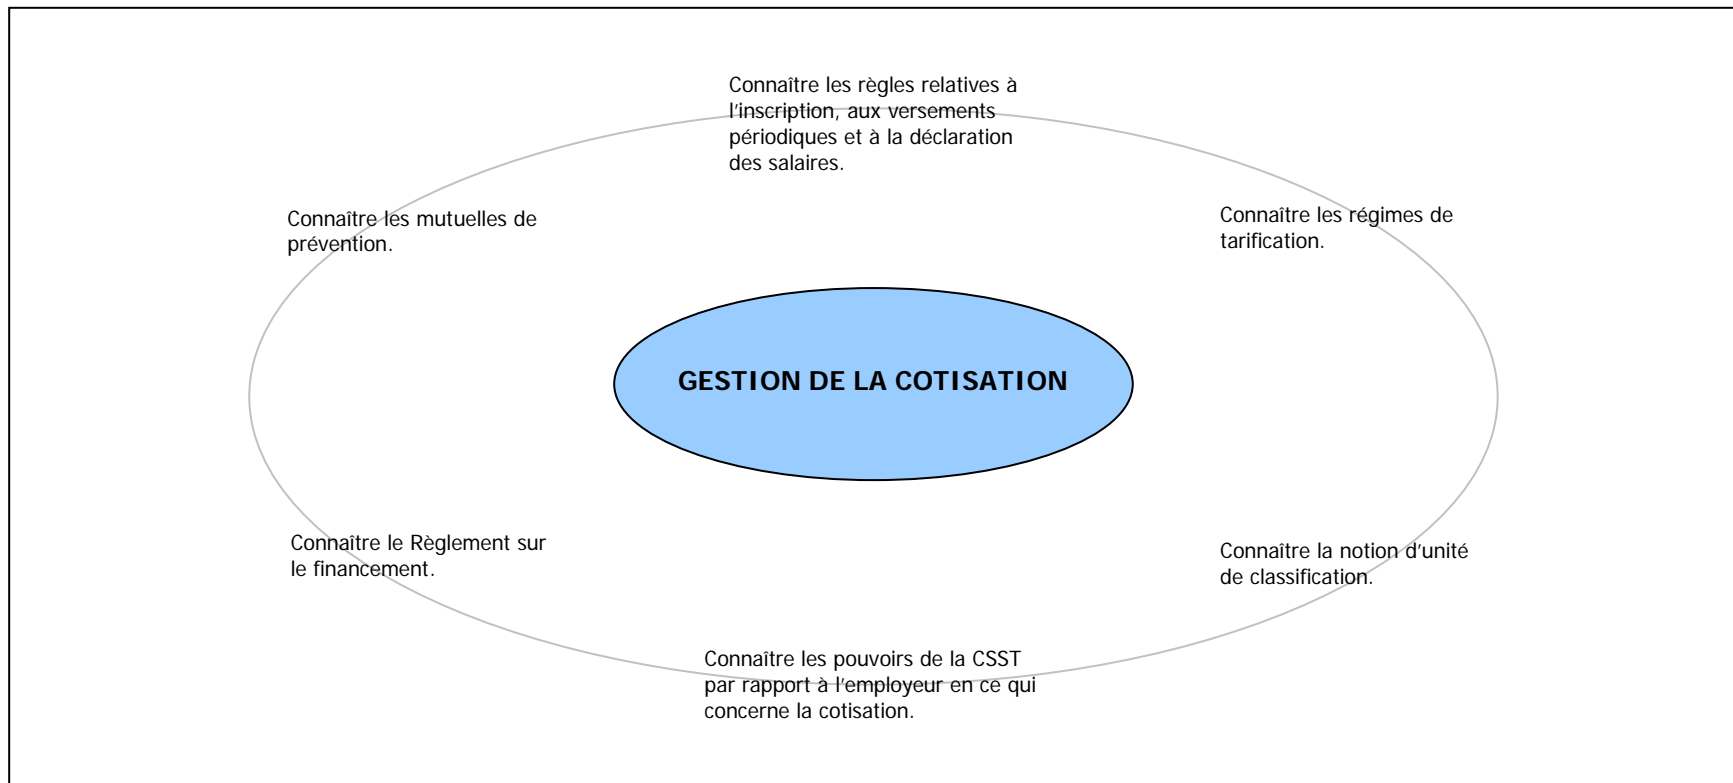 Connaître les règles relatives à
l'inscription, aux versements
périodiques et à la déclaration
des salaires.
Connaître les mutuelles de
prévention.
Connaître les régimes de
tarification.
GESTION DE LA COTISATION
Connaître le Règlement sur
le financement.
Connaître la notion d'unité
de classification.
Connaître les pouvoirs de la CSST
par rapport à l'employeur en ce qui
concerne la cotisation.